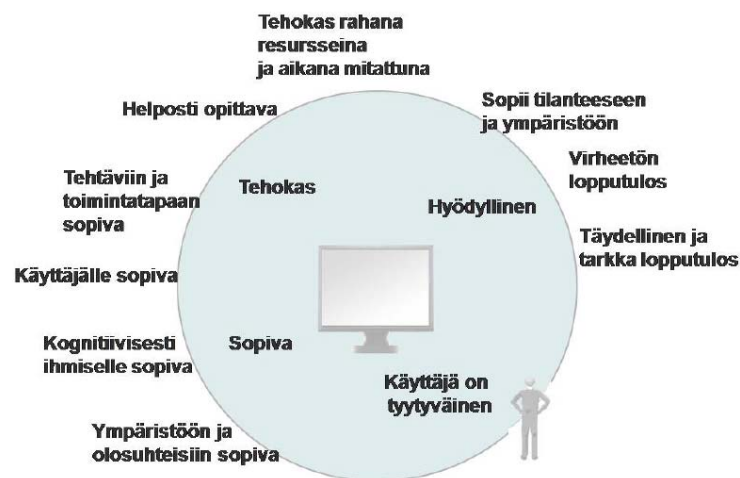 Tehokas rahana
resursseina
ja aikana mitattuna
Helposti opittava
Sopii tilanteeseen
ja ympäristöön
Virheetön
lopputulos
Tehtäviin ja
toimintatapaan
sopiva
Tehokas
Hyödyllinen
Täydellinen ja
tarkka lopputulos
Käyttäjälle sopiva
Kognitiivisesti
ihmiselle sopiva
Sopiva
Käyttäjä on
tyytyväinen
Ympäristöön ja
olosuhteisiin sopiva